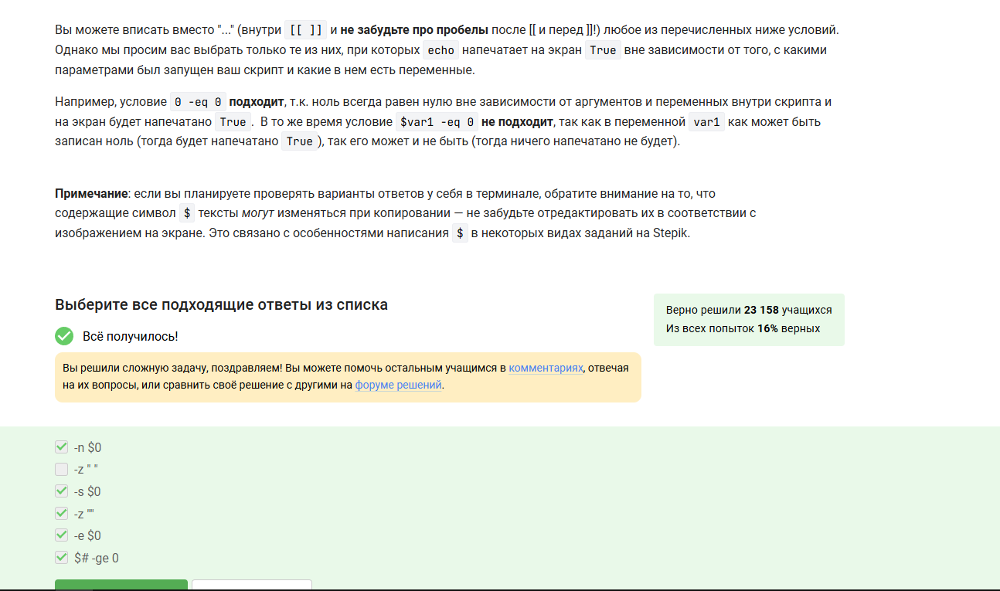 Вы можете вписать вместо "..." (внутри [[ ]] и не забудьте про пробелы после [[ и перед ]]!) любое из перечисленных ниже условий.
Однако мы просим вас выбрать только те из них, при которых echo напечатает на экран True вне зависимости от того, с какими
параметрами был запущен ваш скрипт и какие в нем есть переменные.
Например, условие 0 -eq 0 подходит, т.к. ноль всегда равен нулю вне зависимости от аргументов и переменных внутри скрипта и
на экран будет напечатано True. В то же время условие $var1 -eq 0 не подходит, так как в переменной var1 как может быть
записан ноль (тогда будет напечатано True), так его может и не быть (тогда ничего напечатано не будет).
Примечание: если вы планируете проверять варианты ответов у себя в терминале, обратите внимание на то, что
содержащие символ $ тексты могут изменяться при копировании — не забудьте отредактировать их в соответствии с
изображением на экране. Это связано с особенностями написания $ в некоторых видах заданий на Stepik.
Выберите все подходящие ответы из списка
Верно решили 23 158 учащихся
Из всех попыток 16% верных
Всё получилось!
Вы решили сложную задачу, поздравляем! Вы можете помочь остальным учащимся в комментариях, отвечая
на их вопросы, или сравнить своё решение с другими на форуме решений.
-n $0
-z " "
-s $0
-z ""
-e $0
$# -ge 0